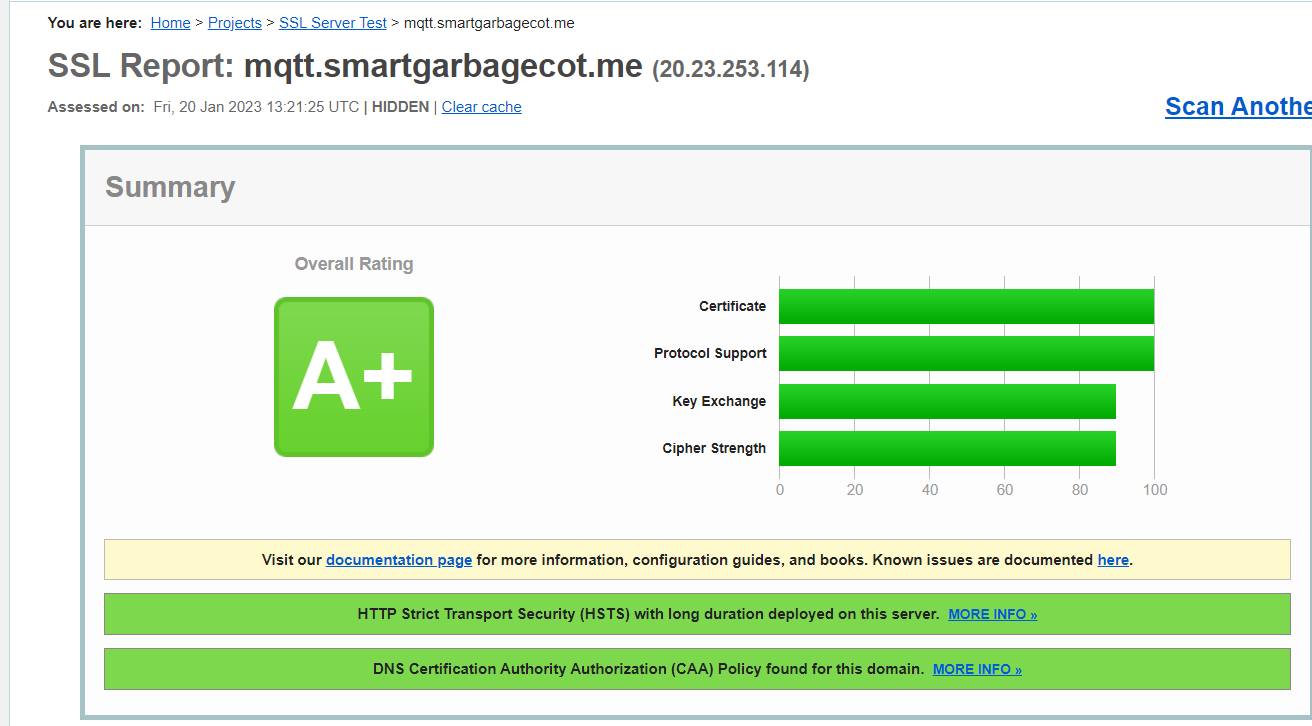 You are here: Home > Projects > SSL Server Test > mqtt.smartgarbagecot.me
SSL Report: mqtt.smartgarbagecot.me (20.23.253.114)
Assessed on: Fri, 20 Jan 2023 13:21:25 UTC | HIDDEN | Clear cache
Scan Anothe
Summary
Overall Rating
A+
Certificate
Protocol Support
Key Exchange
Cipher Strength
0 20 40 60 80 100
Visit our documentation page for more information, configuration guides, and books. Known issues are documented here.
HTTP Strict Transport Security (HSTS) with long duration deployed on this server. MORE INFO »
DNS Certification Authority Authorization (CAA) Policy found for this domain. MORE INFO »